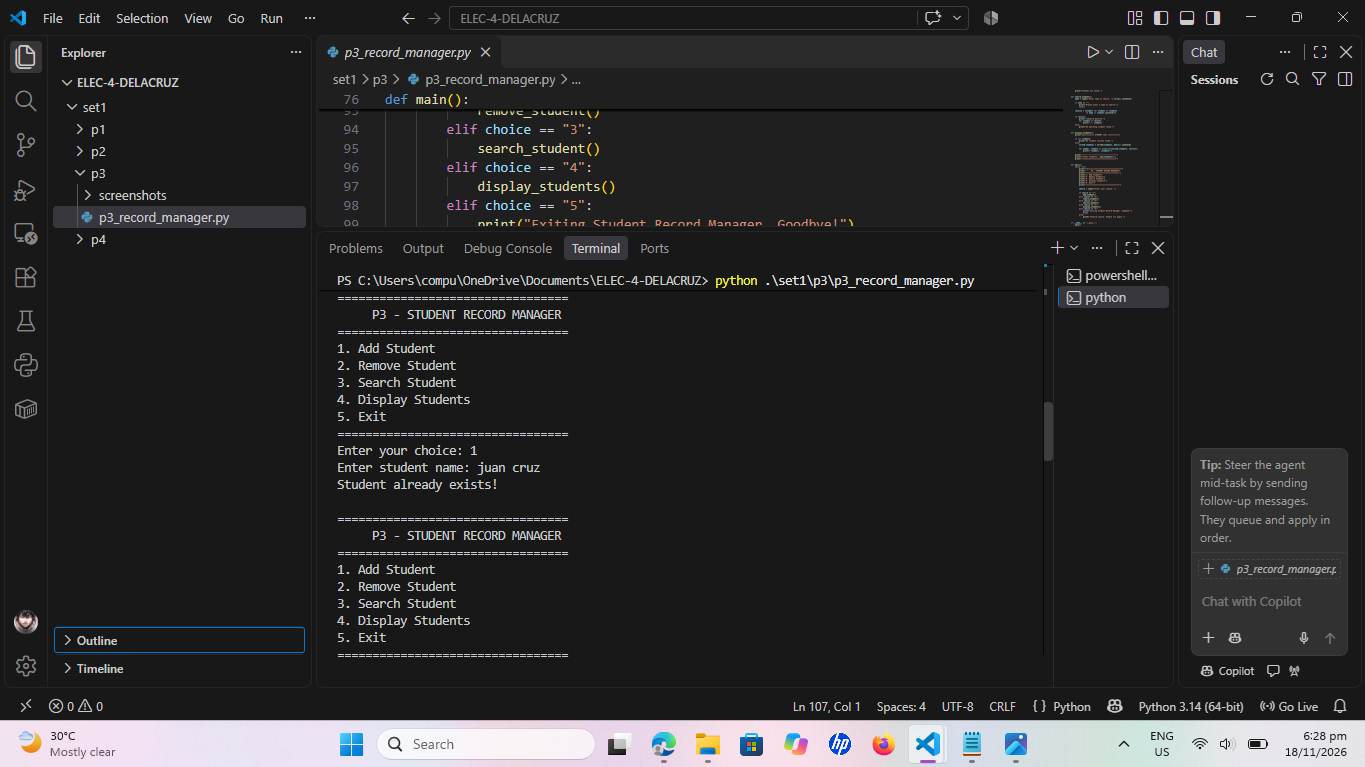 File Edit Selection View Go Run ···
ELEC-4-DELACRUZ
Explorer ···
ELEC-4-DELACRUZ
set1
p1
p2
p3
screenshots
p3_record_manager.py
p4
Outline
Timeline
p3_record_manager.py
set1 > p3 > p3_record_manager.py > ...
76 def main():
93 remove_student()
94 elif choice == "3":
95 search_student()
96 elif choice == "4":
97 display_students()
98 elif choice == "5":
99 print("Exiting Student Record Manager. Goodbye!")
Problems Output Debug Console Terminal Ports
PS C:\Users\compu\OneDrive\Documents\ELEC-4-DELACRUZ> python .\set1\p3\p3_record_manager.py
=================================
P3 - STUDENT RECORD MANAGER
=================================
1. Add Student
2. Remove Student
3. Search Student
4. Display Students
5. Exit
=================================
Enter your choice: 1
Enter student name: juan cruz
Student already exists!
=================================
P3 - STUDENT RECORD MANAGER
=================================
1. Add Student
2. Remove Student
3. Search Student
4. Display Students
5. Exit
=================================
powershell...
python
Chat
Sessions
Tip: Steer the agent
mid-task by sending
follow-up messages.
They queue and apply in
order.
p3_record_manager.p
Chat with Copilot
Copilot
0 0
Ln 107, Col 1 Spaces: 4 UTF-8 CRLF {} Python Python 3.14 (64-bit) Go Live
30°C
Mostly clear
Search
hp
ENG
US
6:28 pm
18/11/2026